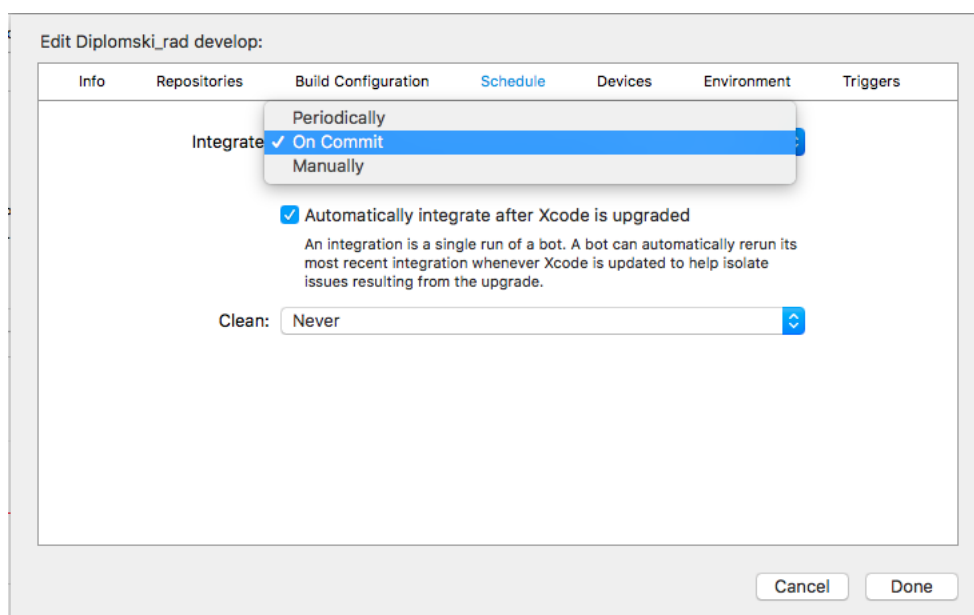 Edit Diplomski_rad develop:
Info Repositories Build Configuration Schedule Devices Environment Triggers
Periodically
Integrate ✓ On Commit
Manually
Automatically integrate after Xcode is upgraded
An integration is a single run of a bot. A bot can automatically rerun its
most recent integration whenever Xcode is updated to help isolate
issues resulting from the upgrade.
Clean: Never
Cancel Done